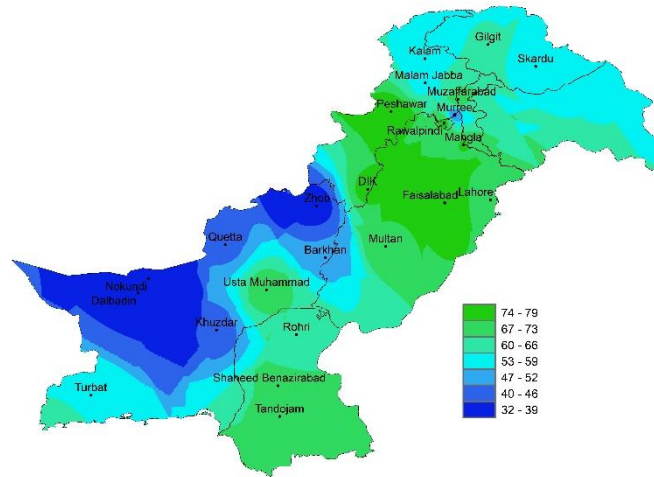 Gilgit
Kalam
Skardu
Malam Jabba
Muzaffarabad
Peshawar
Murree
Rawalpindi
Mangla
DIK
Zhob
Faisalabad
Lahore
Quetta
Multan
Barkhan
Nokundi
Usta Muhammad
Dalbadin
Khuzdar
Rohri
Turbat
Shaheed Benazirabad
Tandojam
74 - 79
67 - 73
60 - 66
53 - 59
47 - 52
40 - 46
32 - 39